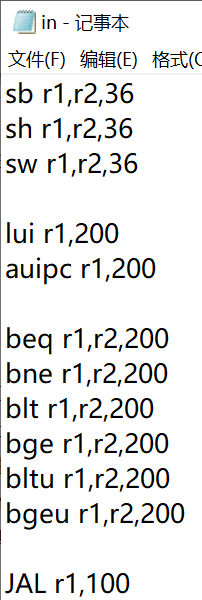 in - 记事本
文件(F) 编辑(E) 格式(
sb r1,r2,36
sh r1,r2,36
sw r1,r2,36
lui r1,200
auipc r1,200
beq r1,r2,200
bne r1,r2,200
blt r1,r2,200
bge r1,r2,200
bltu r1,r2,200
bgeu r1,r2,200
JAL r1,100